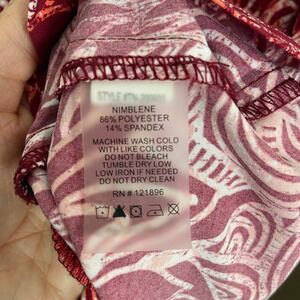 NIMBLENE
86% POLYESTER
14% SPANDEX
MACHINE WASH COLD
WITH LIKE COLORS
DO NOT BLEACH
TUMBLE DRY LOW
LOW IRON IF NEEDED
DO NOT DRY CLEAN
RN # 121896